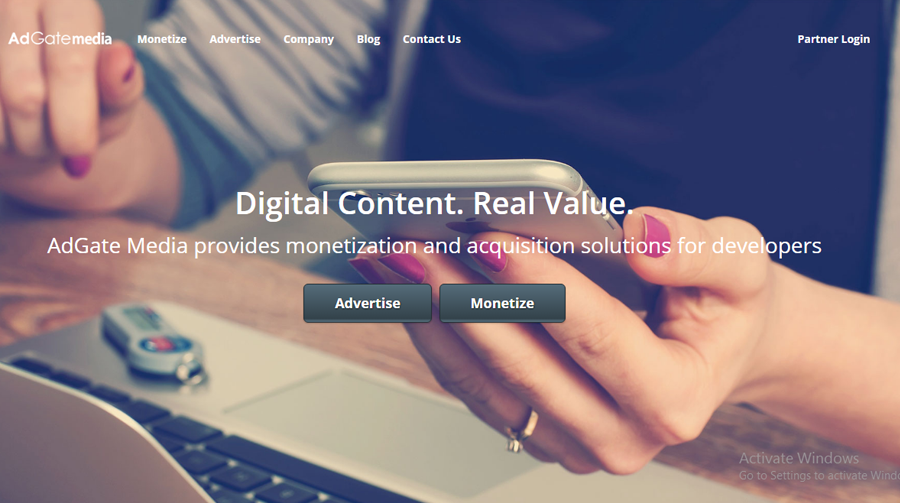 AdGatemedia Monetize Advertise Company Blog Contact Us Partner Login
Digital Content. Real Value.
AdGate Media provides monetization and acquisition solutions for developers
Advertise Monetize
Activate Windows
Go to Settings to activate Wind